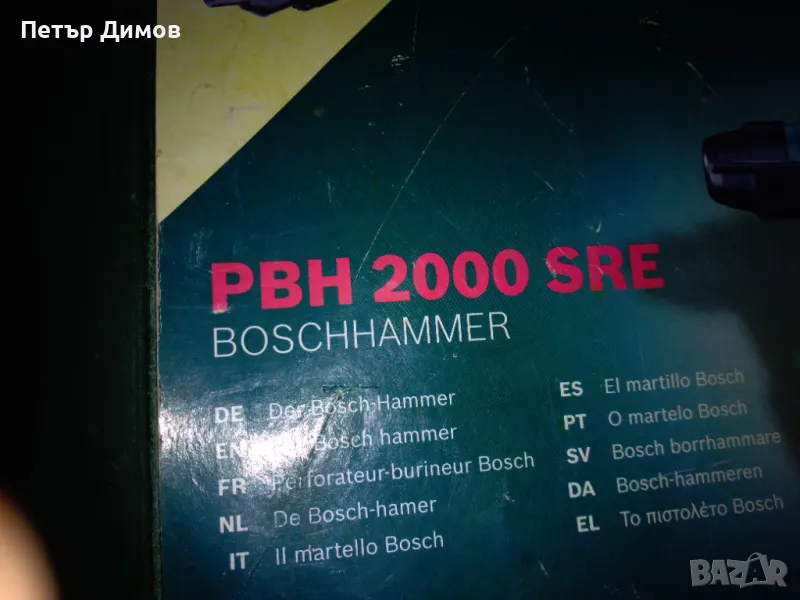 Петър Димов
PBH 2000 SRE
BOSCHHAMMER
DE Der Bosch-Hammer
EN Bosch hammer
FR Perforateur-burineur Bosch
NL De Bosch-hamer
IT Il martello Bosch
ES El martillo Bosch
PT O martelo Bosch
SV Bosch borrhammare
DA Bosch-hammeren
EL Το πιστολέτο Bosch
BAZAR